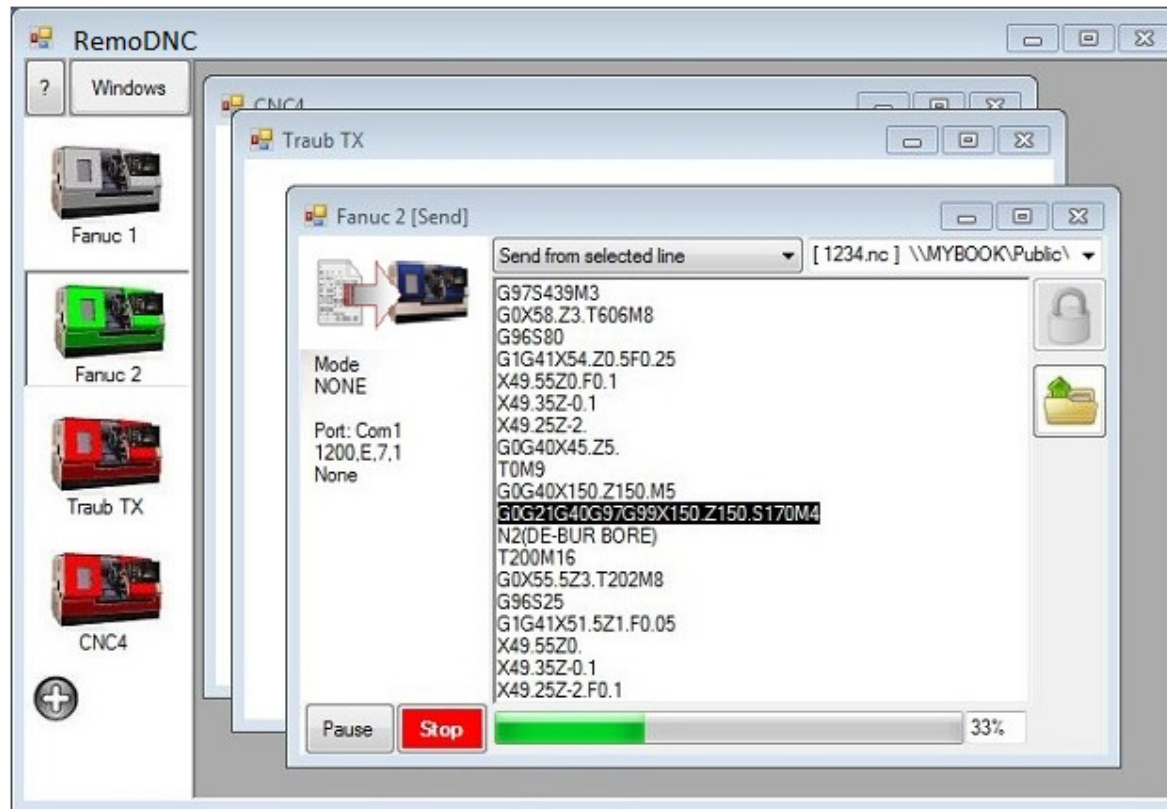 RemoDNC
? Windows
Fanuc 1
Fanuc 2
Traub TX
CNC4
CNC4
Traub TX
Fanuc 2 [Send]
Mode
NONE
Port: Com1
1200,E,7,1
None
Send from selected line
[ 1234.nc ] \\MYBOOK\Public\
G97S439M3
G0X58.Z3.T606M8
G96S80
G1G41X54.Z0.5F0.25
X49.55Z0.F0.1
X49.35Z-0.1
X49.25Z-2.
G0G40X45.Z5.
T0M9
G0G40X150.Z150.M5
G0G21G40G97G99X150.Z150.S170M4
N2(DE-BUR BORE)
T200M16
G0X55.5Z3.T202M8
G96S25
G1G41X51.5Z1.F0.05
X49.55Z0.
X49.35Z-0.1
X49.25Z-2.F0.1
Pause Stop
33%